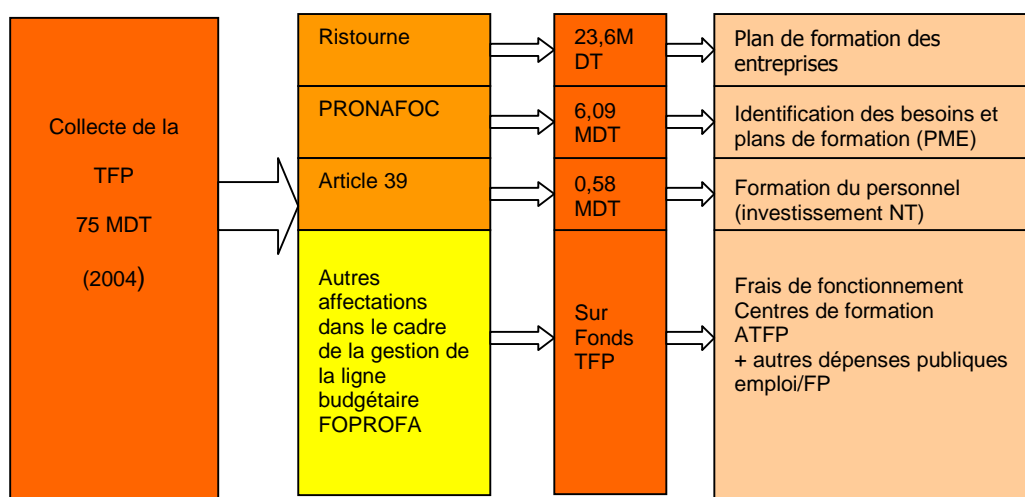 Collecte de la
TFP
75 MDT
(2004)
Ristourne
23,6M
DT
Plan de formation des
entreprises
PRONAFOC
6,09
MDT
Identification des besoins et
plans de formation (PME)
Article 39
0,58
MDT
Formation du personnel
(investissement NT)
Autres
affectations
dans le cadre
de la gestion de
la ligne
budgétaire
FOPROFA
Sur
Fonds
TFP
Frais de fonctionnement
Centres de formation
ATFP
+ autres dépenses publiques
emploi/FP